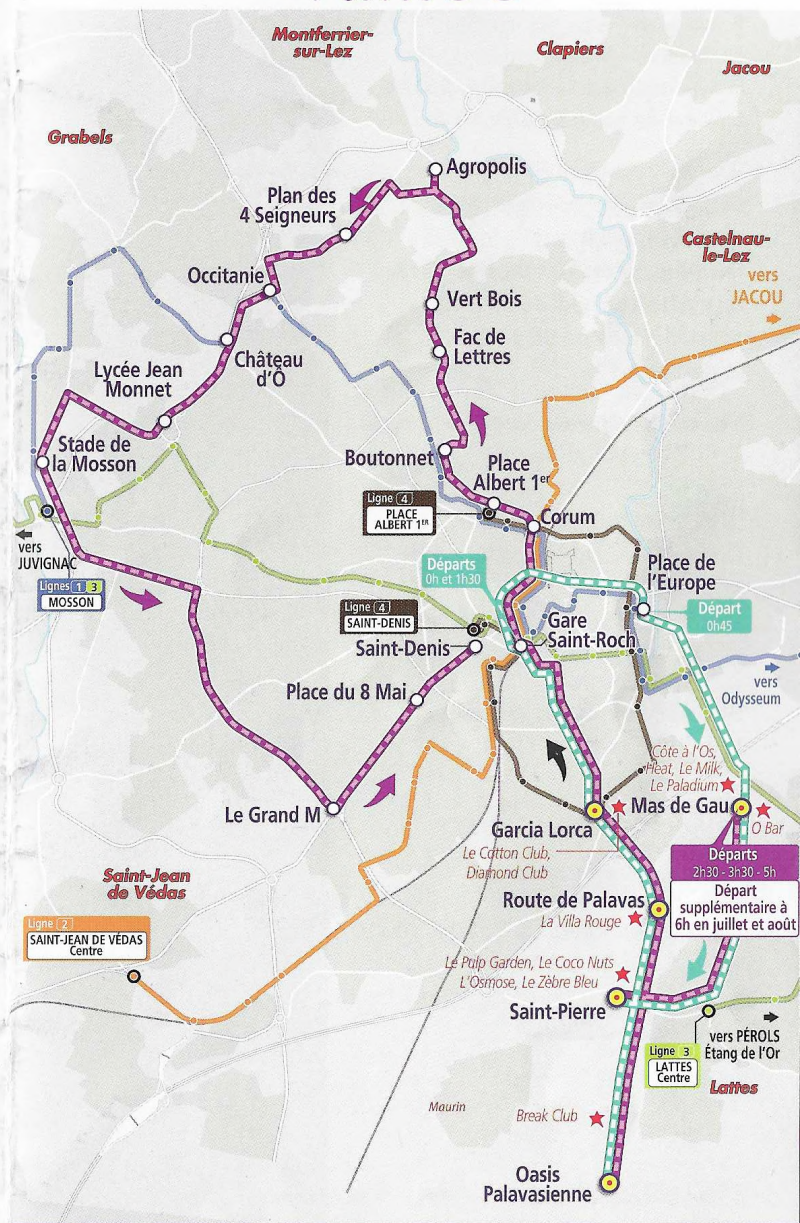 Montferrier-
sur-Lez
Clapiers
Jacou
Grabels
Agropolis
Plan des
4 Seigneurs
Castelnau-
le-Lez
vers
JACOU
Occitanie
Vert Bois
Fac de
Lettres
Château
d'Ô
Lycée Jean
Monnet
Stade de
la Mosson
Boutonnet
Place
Albert 1er
Ligne 4
PLACE
ALBERT 1ER
Corum
vers
JUVIGNAC
Départs
0h et 1h30
Place de
l'Europe
Lignes 1 3
MOSSON
Ligne 4
SAINT-DENIS
Départ
0h45
Gare
Saint-Roch
Saint-Denis
Place du 8 Mai
vers
Odysseum
Côte à l'Os,
Heat, Le Milk,
Le Paladium
Le Grand M
Garcia Lorca
Mas de Gau
O Bar
Le Cotton Club,
Diamond Club
Départs
2h30 - 3h30 - 5h
Départ
supplémentaire à
6h en juillet et août
Saint-Jean
de Védas
Route de Palavas
La Villa Rouge
Ligne 2
SAINT-JEAN DE VÉDAS
Centre
Le Pulp Garden, Le Coco Nuts
L'Osmose, Le Zèbre Bleu
Saint-Pierre
vers PÉROLS
Étang de l'Or
Ligne 3
LATTES
Centre
Lattes
Maurin
Break Club
Oasis
Palavasienne